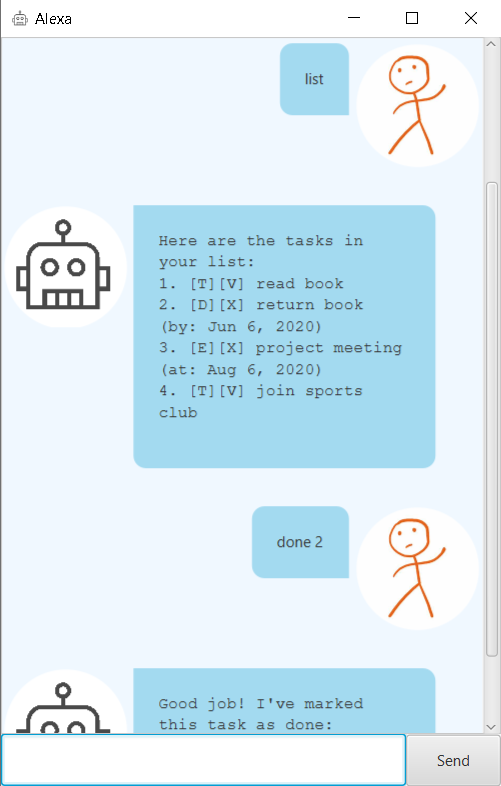 Alexa
list
Here are the tasks in
your list:
1. [T][V] read book
2. [D][X] return book
(by: Jun 6, 2020)
3. [E][X] project meeting
(at: Aug 6, 2020)
4. [T][V] join sports
club
done 2
Good job! I've marked
this task as done:
Send